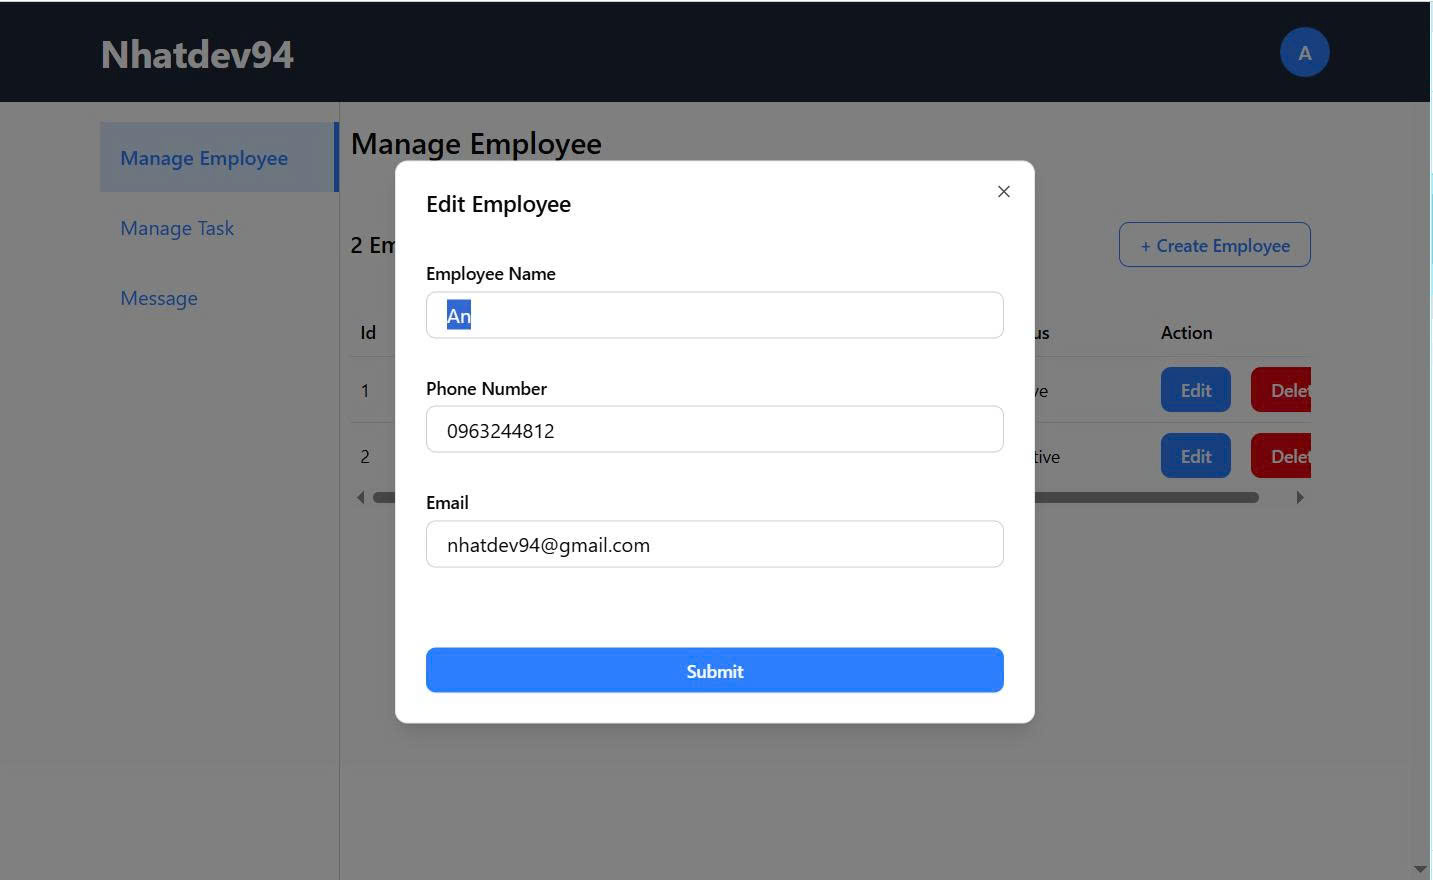 Nhatdev94
A
Manage Employee
Manage Task
Message
Manage Employee
2 Em
+ Create Employee
Id
us
Action
1
ve
Edit
Delet
2
tive
Edit
Delet
Edit Employee
Employee Name
An
Phone Number
0963244812
Email
nhatdev94@gmail.com
Submit